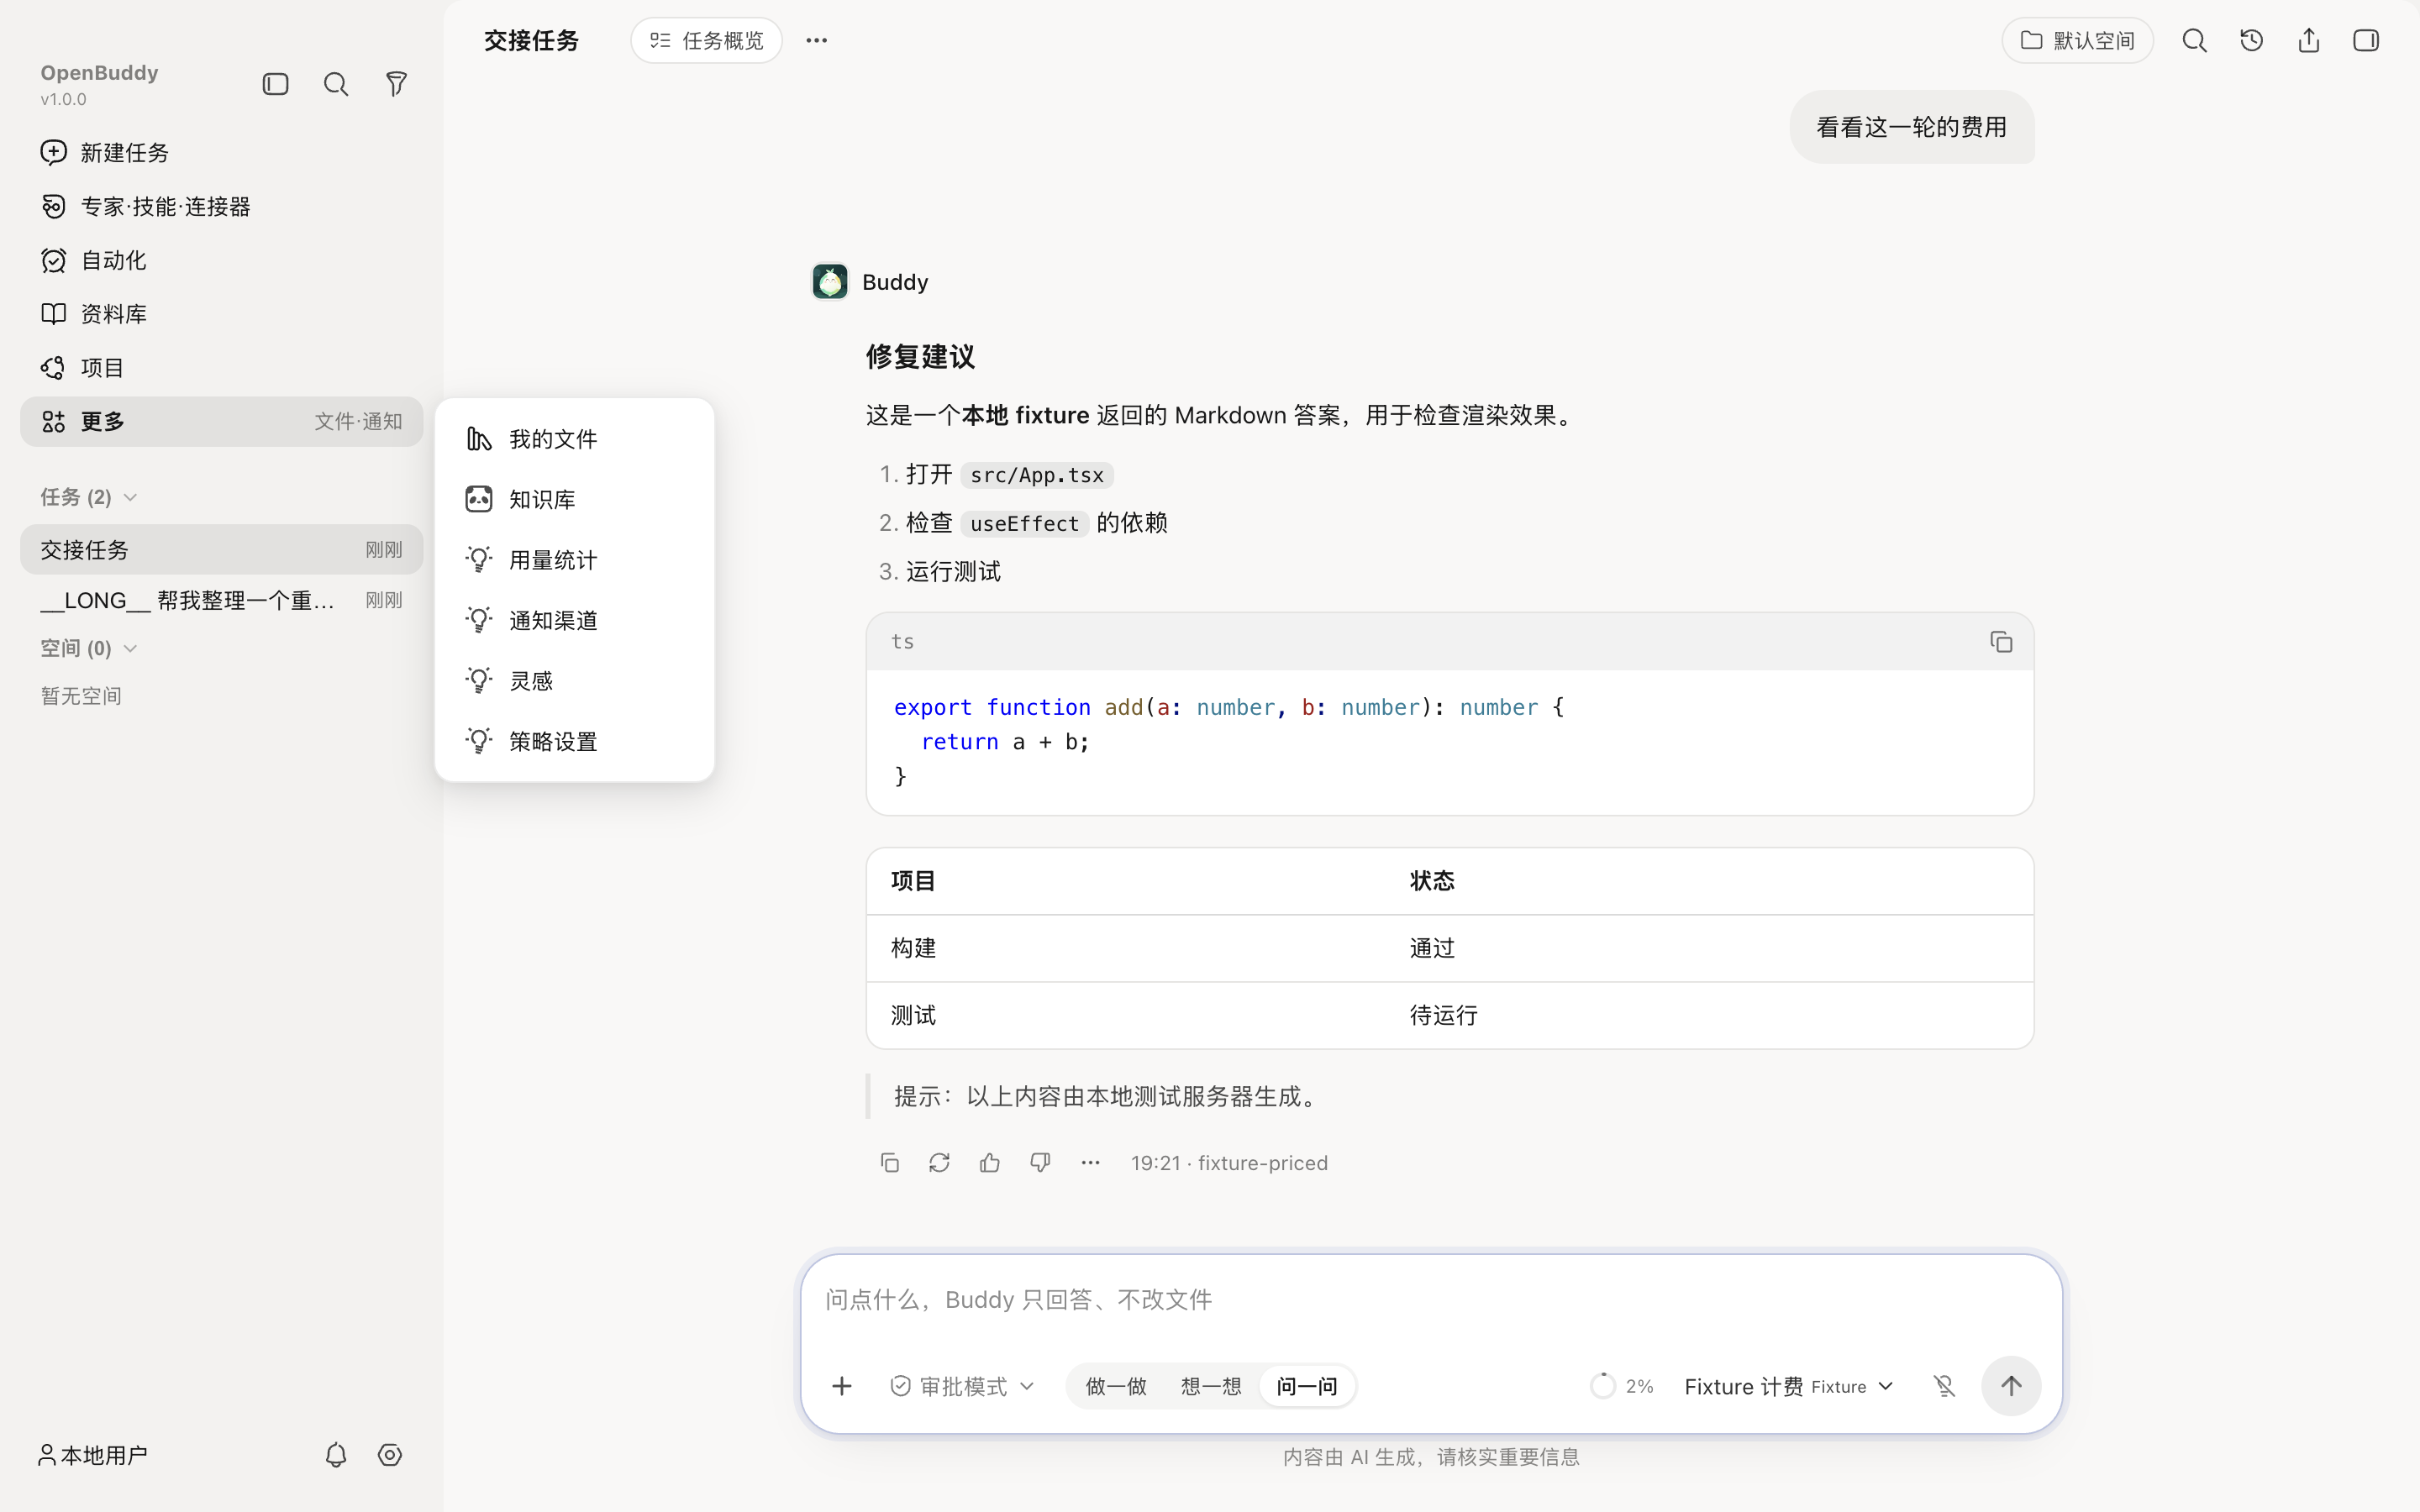 OpenBuddy
v1.0.0
新建任务
专家·技能·连接器
自动化
资料库
项目
更多 文件·通知
任务 (2)
交接任务 刚刚
__LONG__ 帮我整理一个重… 刚刚
空间 (0)
暂无空间
本地用户
我的文件
知识库
用量统计
通知渠道
灵感
策略设置
交接任务 任务概览 默认空间
看看这一轮的费用
Buddy
修复建议
这是一个本地 fixture 返回的 Markdown 答案，用于检查渲染效果。
1. 打开 src/App.tsx
2. 检查 useEffect 的依赖
3. 运行测试
ts
export function add(a: number, b: number): number {
  return a + b;
}
项目 状态
构建 通过
测试 待运行
提示：以上内容由本地测试服务器生成。
19:21 · fixture-priced
问点什么，Buddy 只回答、不改文件
审批模式 做一做 想一想 问一问 2% Fixture 计费 Fixture
内容由 AI 生成，请核实重要信息